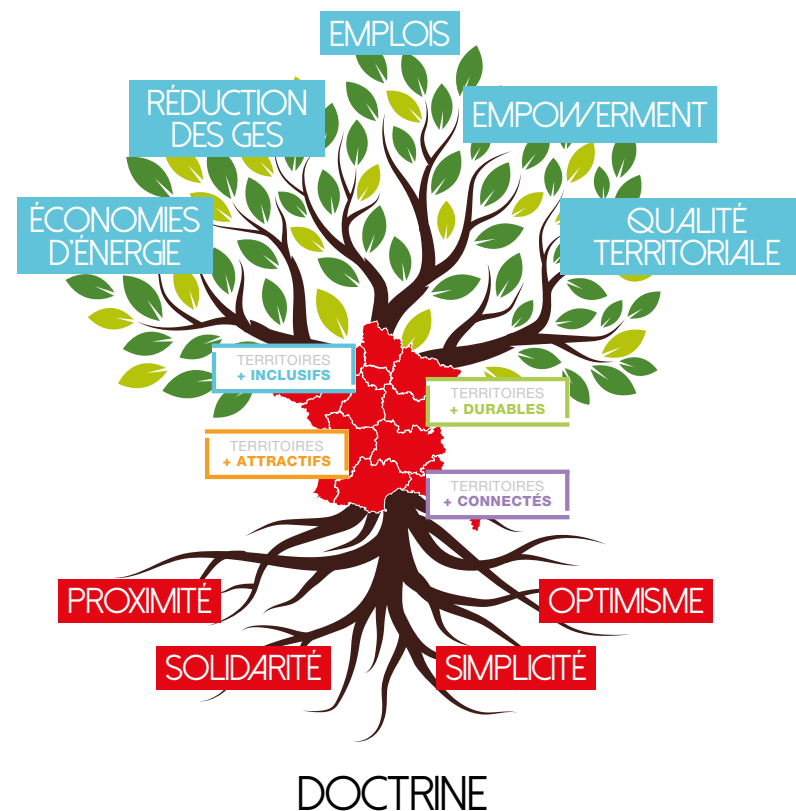 EMPLOIS
RÉDUCTION
DES GES
EMPOWERMENT
ÉCONOMIES
D'ÉNERGIE
QUALITÉ
TERRITORIALE
TERRITOIRES
+ INCLUSIFS
TERRITOIRES
+ DURABLES
TERRITOIRES
+ ATTRACTIFS
TERRITOIRES
+ CONNECTÉS
PROXIMITÉ
OPTIMISME
SOLIDARITÉ
SIMPLICITÉ
DOCTRINE